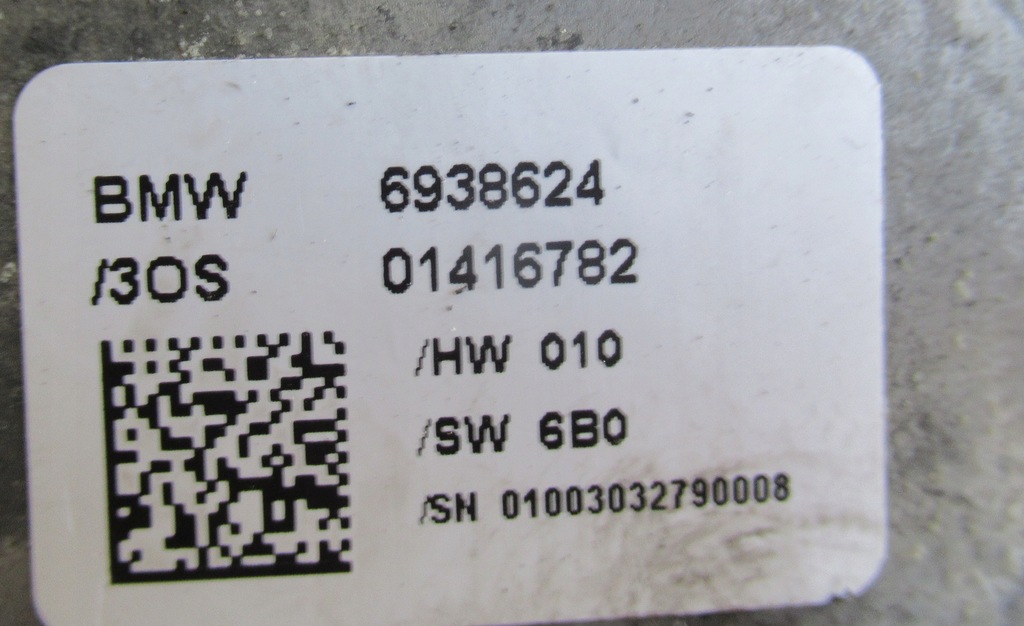 BMW 6938624
/3OS 01416782
/HW 010
/SW 6B0
/SN 01003032790008